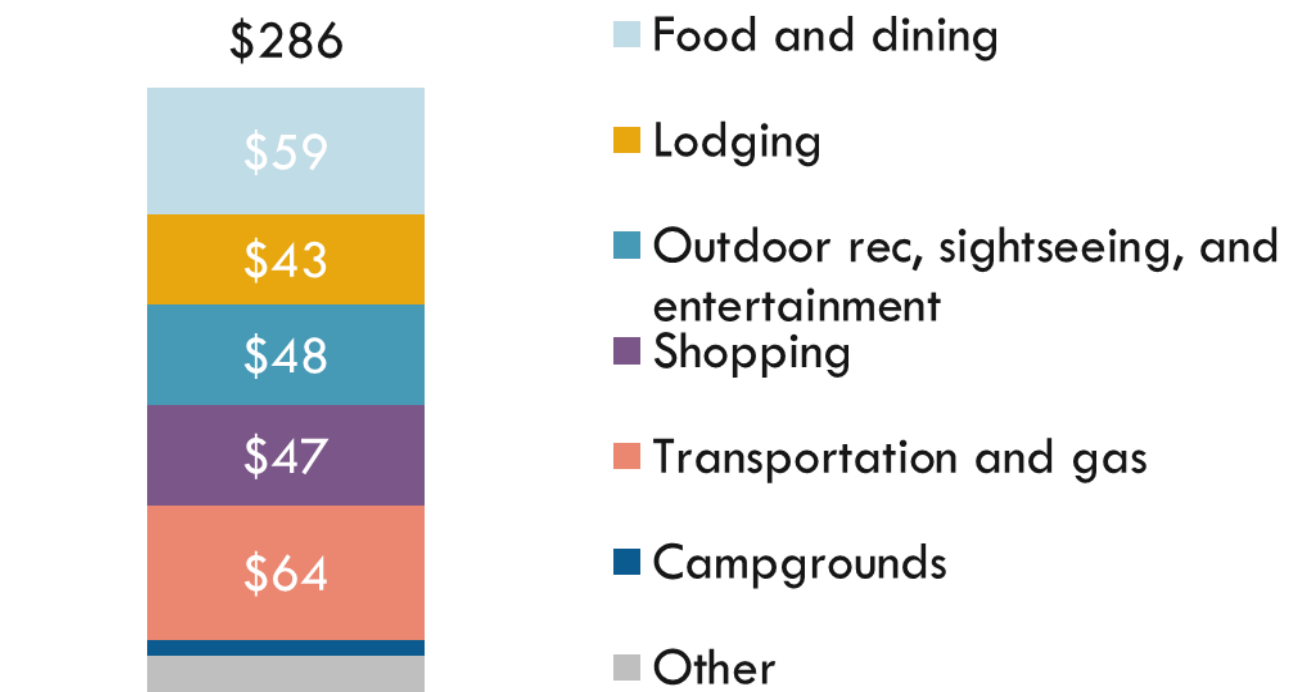 $286
$59
$43
$48
$47
$64
Food and dining
Lodging
Outdoor rec, sightseeing, and
entertainment
Shopping
Transportation and gas
Campgrounds
Other